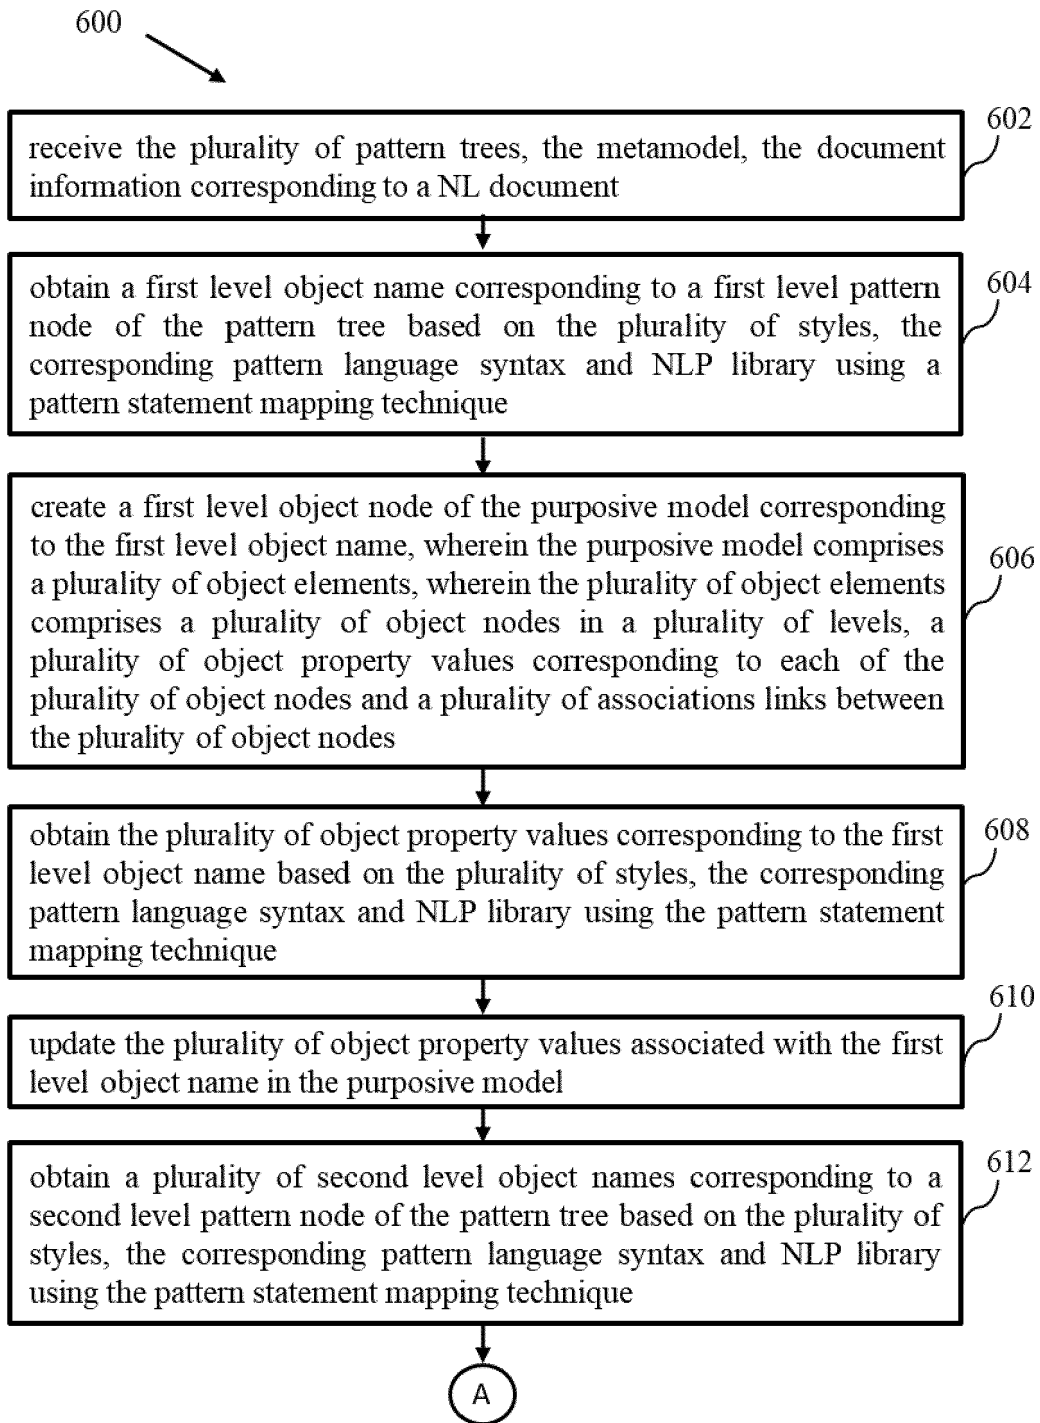 600
602
receive the plurality of pattern trees, the metamodel, the document
information corresponding to a NL document
604
obtain a first level object name corresponding to a first level pattern
node of the pattern tree based on the plurality of styles, the
corresponding pattern language syntax and NLP library using a
pattern statement mapping technique
606
create a first level object node of the purposive model corresponding
to the first level object name, wherein the purposive model comprises
a plurality of object elements, wherein the plurality of object elements
comprises a plurality of object nodes in a plurality of levels, a
plurality of object property values corresponding to each of the
plurality of object nodes and a plurality of associations links between
the plurality of object nodes
608
obtain the plurality of object property values corresponding to the first
level object name based on the plurality of styles, the corresponding
pattern language syntax and NLP library using the pattern statement
mapping technique
610
update the plurality of object property values associated with the first
level object name in the purposive model
612
obtain a plurality of second level object names corresponding to a
second level pattern node of the pattern tree based on the plurality of
styles, the corresponding pattern language syntax and NLP library
using the pattern statement mapping technique
A